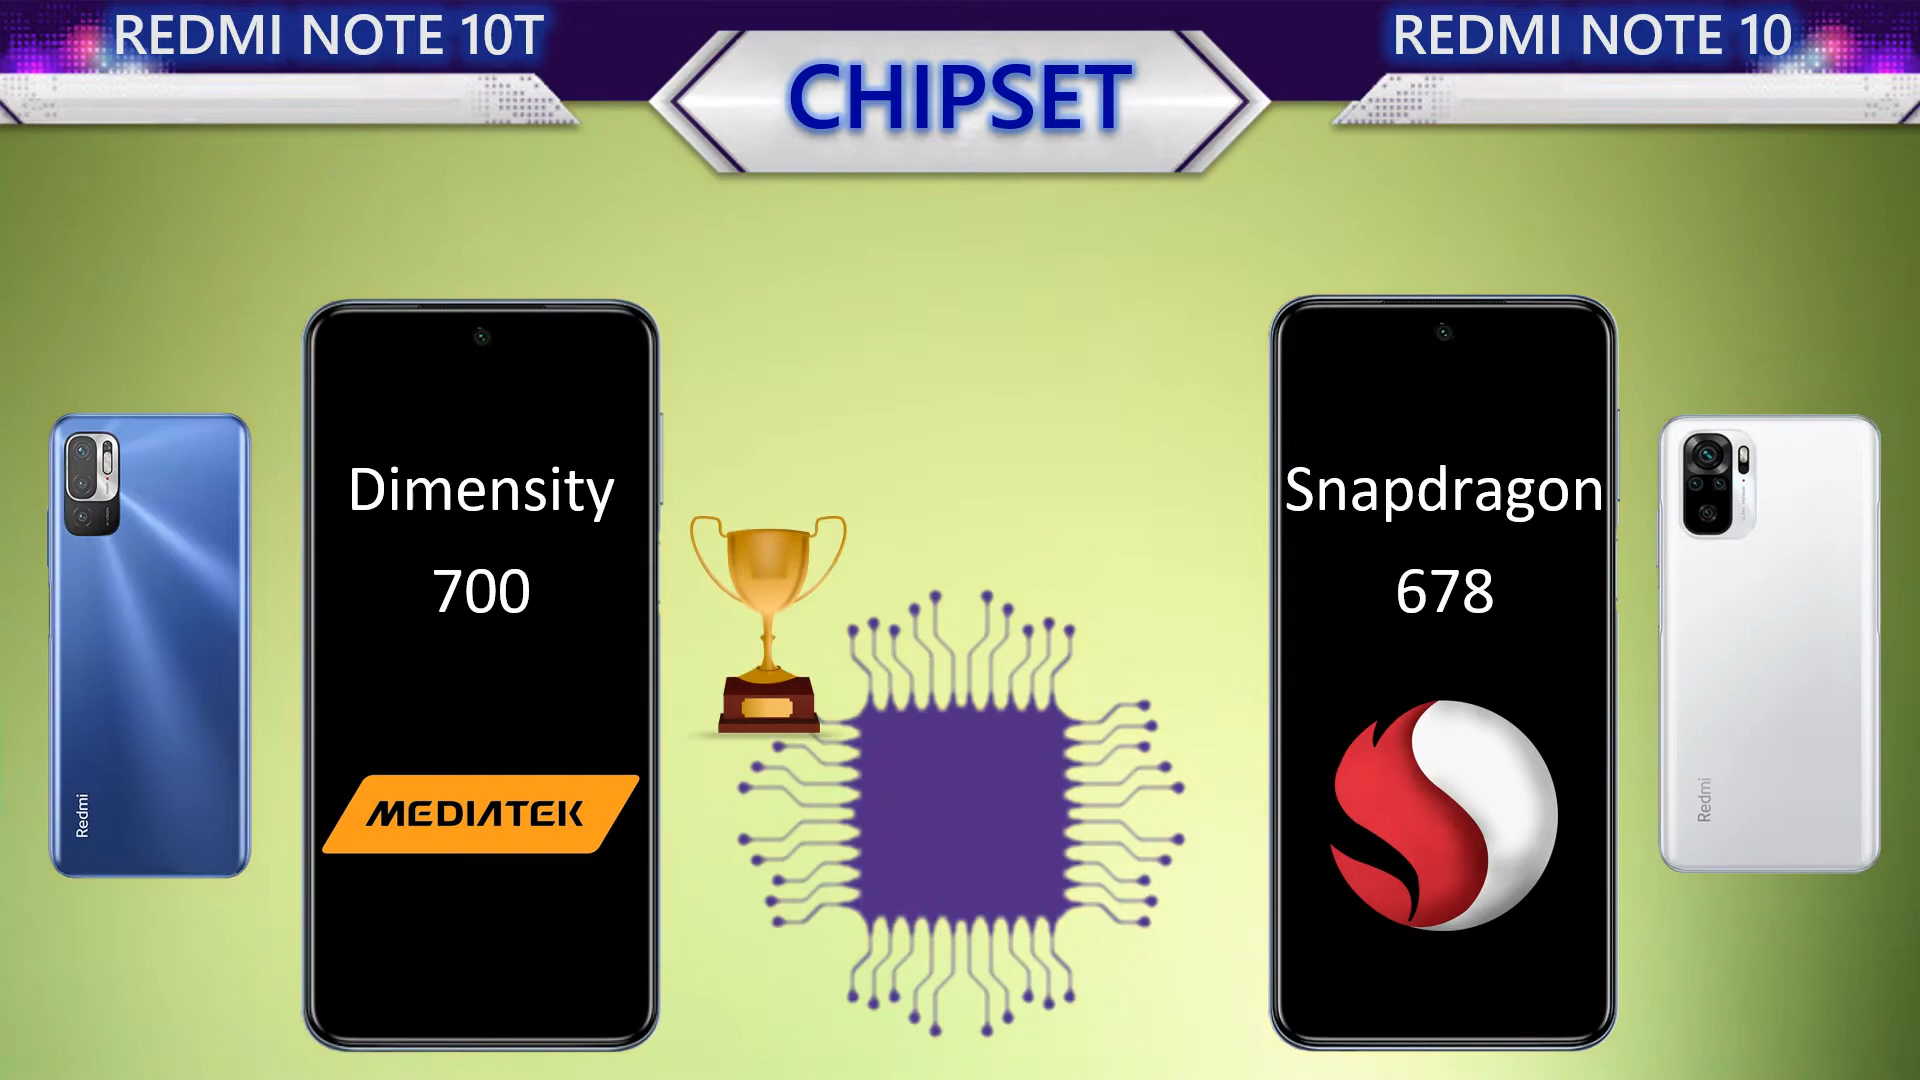 REDMI NOTE 10T
CHIPSET
REDMI NOTE 10
Dimensity
700
MEDIATEK
Snapdragon
678
Redmi
Redmi